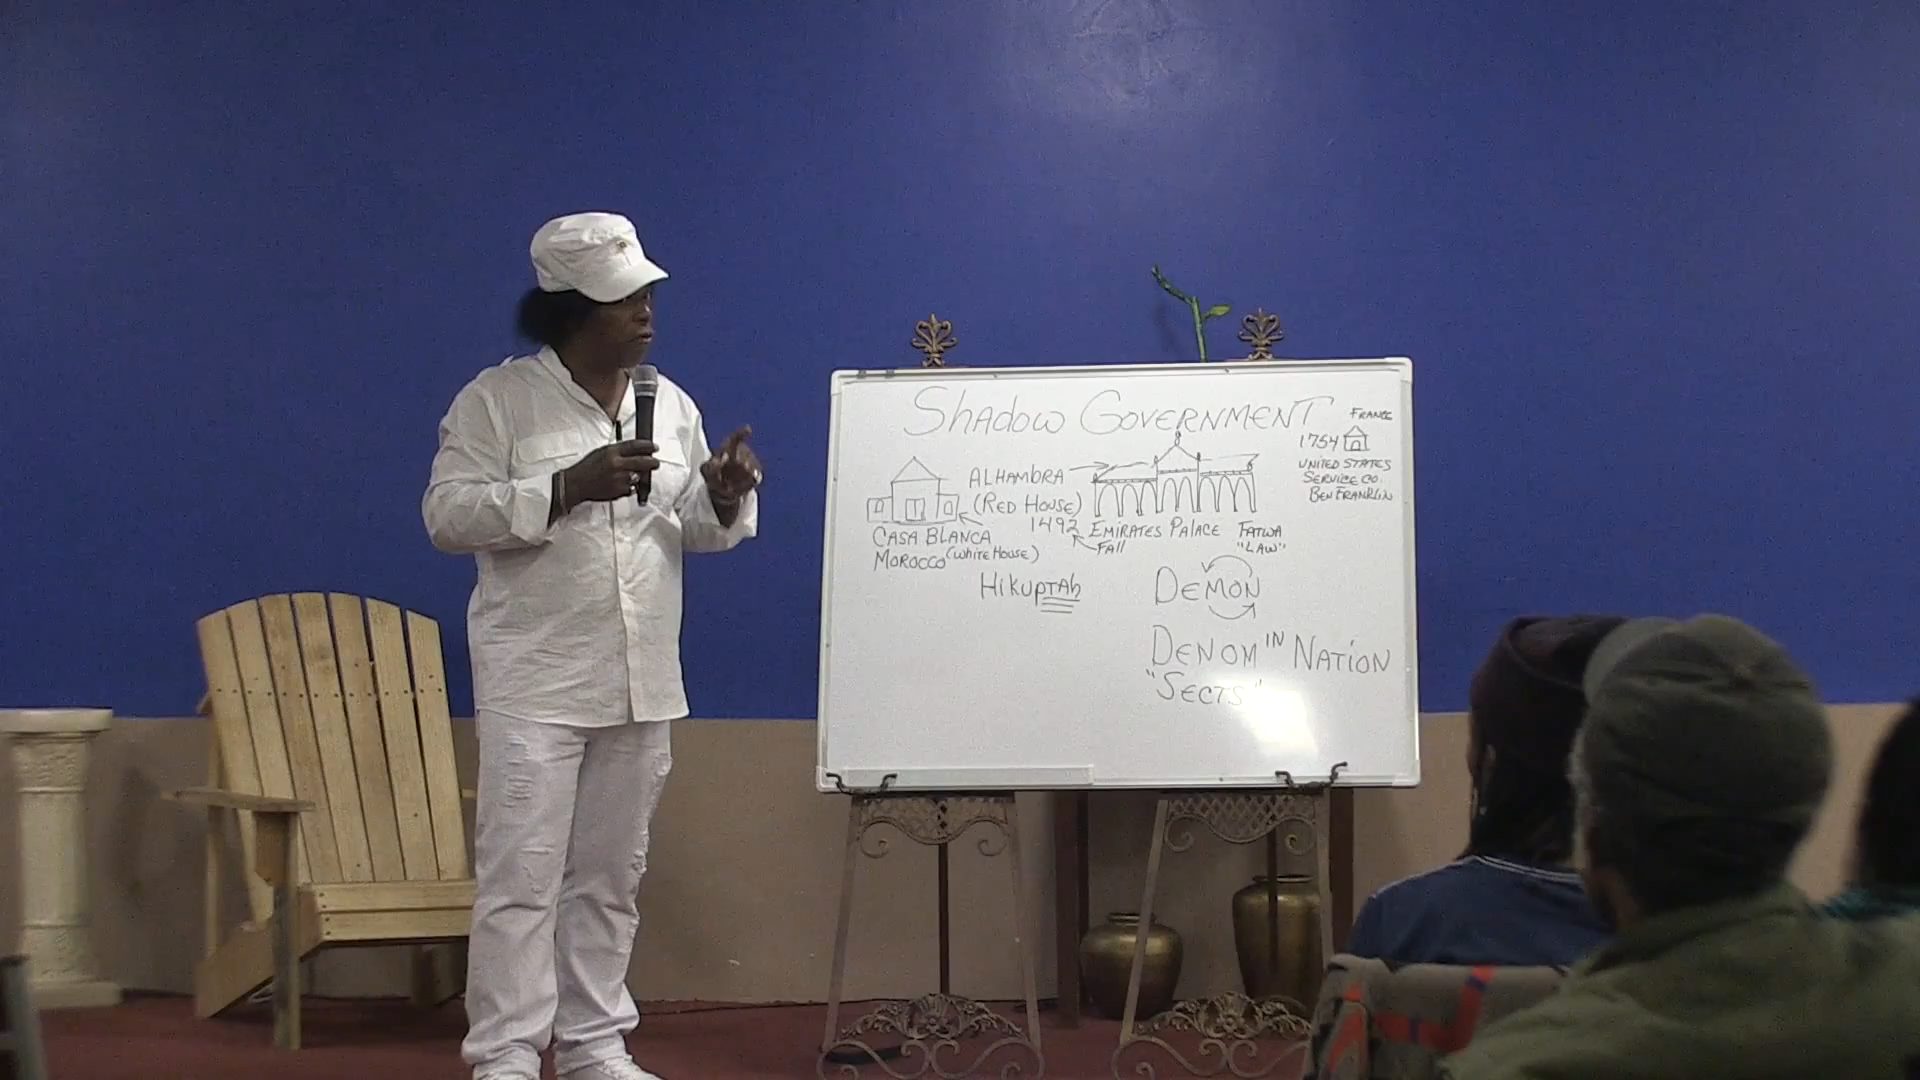 Shadow GOVERNMENT
FRANCE
1754
UNITED STATES
SERVICE CO.
BEN FRANKLIN
ALHAMBRA
(RED HOUSE)
1492
Fall
CASA BLANCA
MOROCCO (WHITE HOUSE)
EMIRATES PALACE
FATWA
"LAW"
HiKUPTAh
DEMON
DENOM IN NATION
"SECTS"